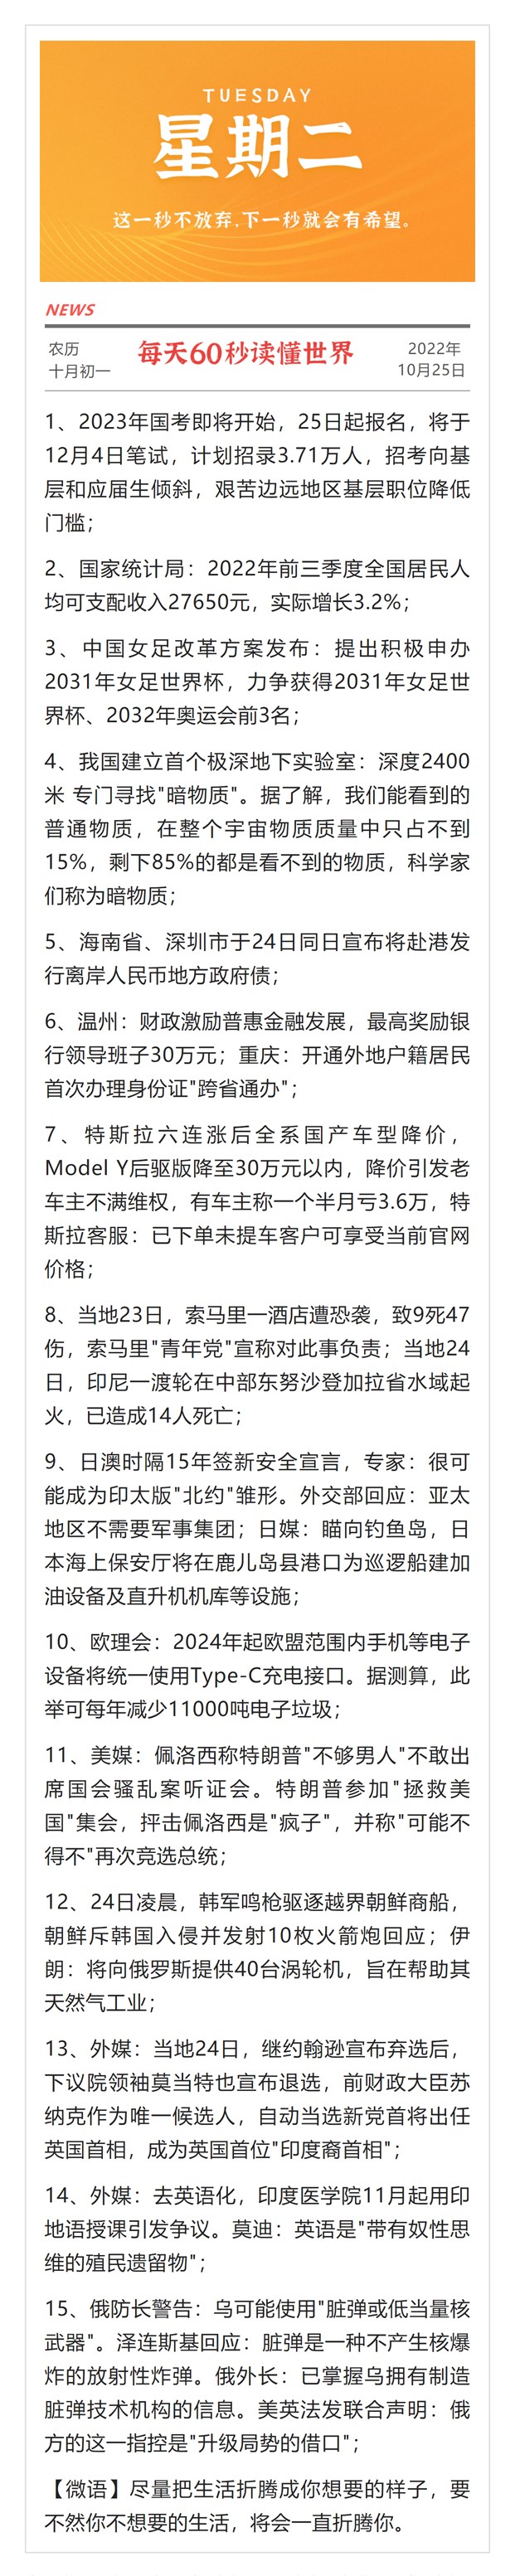 TUESDAY
星期二
这一秒不放弃.下一秒就会有希望。
NEWS
农历
十月初一
每天60秒读懂世界
2022年
10月25日
1、2023年国考即将开始，25日起报名，将于
12月4日笔试，计划招录3.71万人，招考向基
层和应届生倾斜，艰苦边远地区基层职位降低
门槛；
2、国家统计局：2022年前三季度全国居民人
均可支配收入27650元，实际增长3.2%；
3、中国女足改革方案发布：提出积极申办
2031年女足世界杯，力争获得2031年女足世
界杯、2032年奥运会前3名；
4、我国建立首个极深地下实验室：深度2400
米 专门寻找"暗物质"。据了解，我们能看到的
普通物质，在整个宇宙物质质量中只占不到
15%，剩下85%的都是看不到的物质，科学家
们称为暗物质；
5、海南省、深圳市于24日同日宣布将赴港发
行离岸人民币地方政府债；
6、温州：财政激励普惠金融发展，最高奖励银
行领导班子30万元；重庆：开通外地户籍居民
首次办理身份证"跨省通办"；
7、特斯拉六连涨后全系国产车型降价，
Model Y后驱版降至30万元以内，降价引发老
车主不满维权，有车主称一个半月亏3.6万，特
斯拉客服：已下单未提车客户可享受当前官网
价格；
8、当地23日，索马里一酒店遭恐袭，致9死47
伤，索马里"青年党"宣称对此事负责；当地24
日，印尼一渡轮在中部东努沙登加拉省水域起
火，已造成14人死亡；
9、日澳时隔15年签新安全宣言，专家：很可
能成为印太版"北约"雏形。外交部回应：亚太
地区不需要军事集团；日媒：瞄向钓鱼岛，日
本海上保安厅将在鹿儿岛县港口为巡逻船建加
油设备及直升机机库等设施；
10、欧理会：2024年起欧盟范围内手机等电子
设备将统一使用Type-C充电接口。据测算，此
举可每年减少11000吨电子垃圾；
11、美媒：佩洛西称特朗普"不够男人"不敢出
席国会骚乱案听证会。特朗普参加"拯救美
国"集会，抨击佩洛西是"疯子"，并称"可能不
得不"再次竞选总统；
12、24日凌晨，韩军鸣枪驱逐越界朝鲜商船，
朝鲜斥韩国入侵并发射10枚火箭炮回应；伊
朗：将向俄罗斯提供40台涡轮机，旨在帮助其
天然气工业；
13、外媒：当地24日，继约翰逊宣布弃选后，
下议院领袖莫当特也宣布退选，前财政大臣苏
纳克作为唯一候选人，自动当选新党首将出任
英国首相，成为英国首位"印度裔首相"；
14、外媒：去英语化，印度医学院11月起用印
地语授课引发争议。莫迪：英语是"带有奴性思
维的殖民遗留物"；
15、俄防长警告：乌可能使用"脏弹或低当量核
武器"。泽连斯基回应：脏弹是一种不产生核爆
炸的放射性炸弹。俄外长：已掌握乌拥有制造
脏弹技术机构的信息。美英法发联合声明：俄
方的这一指控是"升级局势的借口"；
【微语】尽量把生活折腾成你想要的样子，要
不然你不想要的生活，将会一直折腾你。